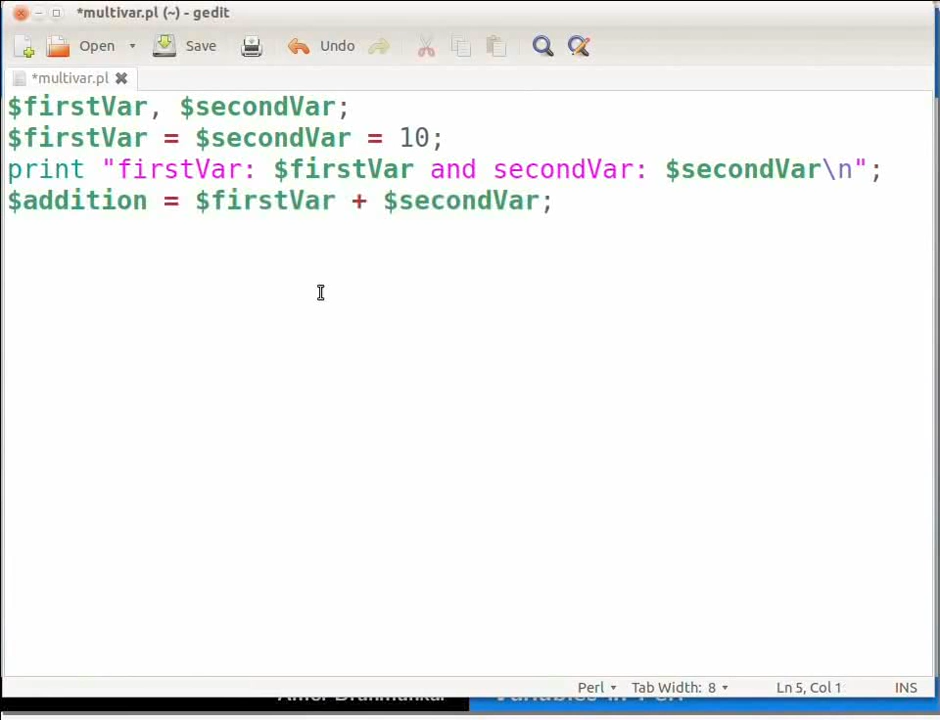 *multivar.pl (~) - gedit
Open Save Undo
*multivar.pl
$firstVar, $secondVar;
$firstVar = $secondVar = 10;
print "firstVar: $firstVar and secondVar: $secondVar\n";
$addition = $firstVar + $secondVar;
Perl Tab Width: 8 Ln 5, Col 1 INS